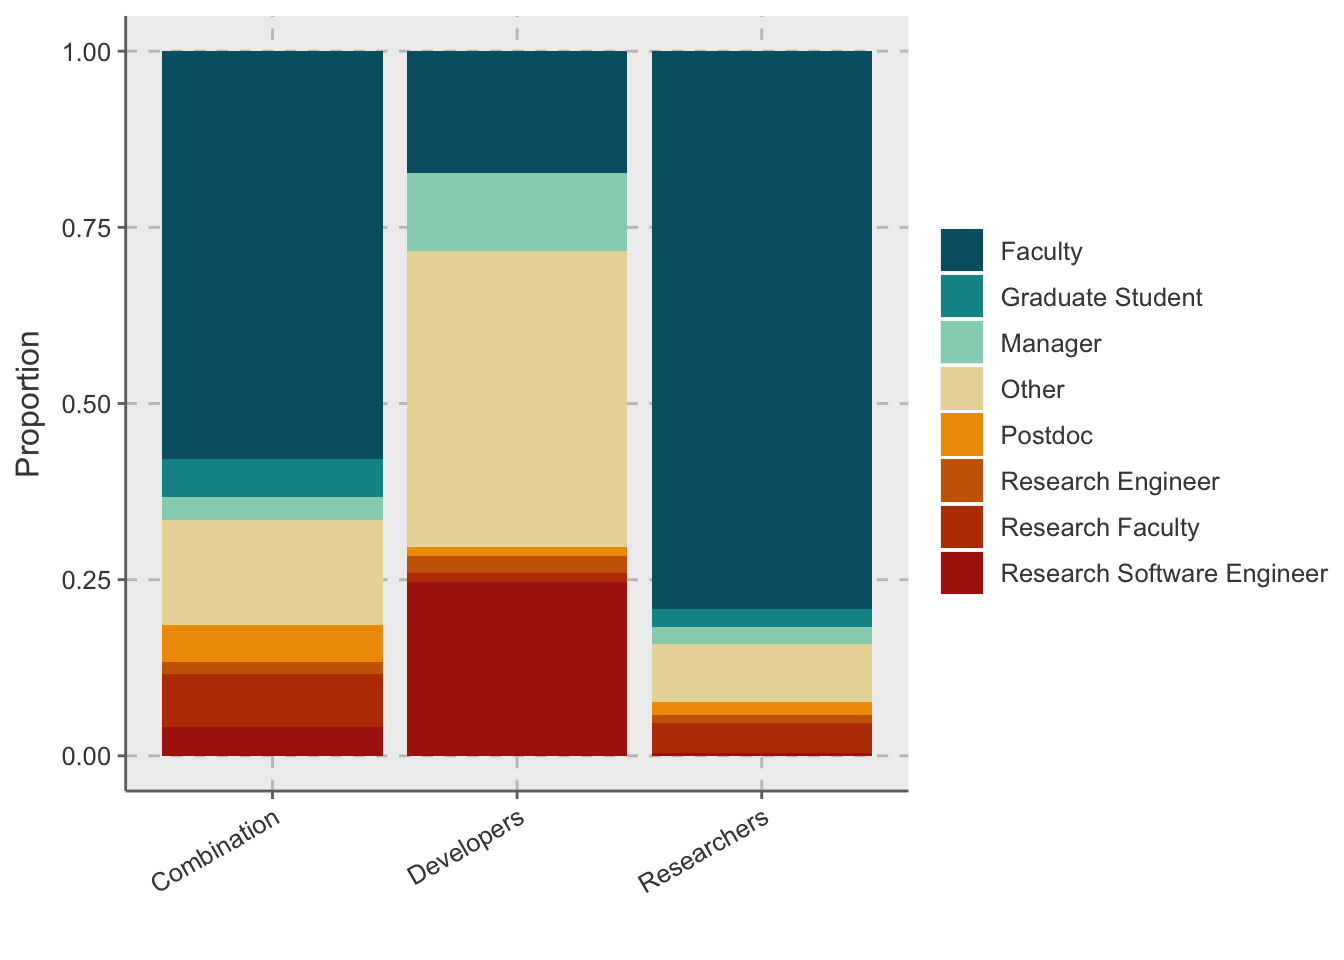 Proportion
1.00
0.75
0.50
0.25
0.00
Combination
Developers
Researchers
Faculty
Graduate Student
Manager
Other
Postdoc
Research Engineer
Research Faculty
Research Software Engineer